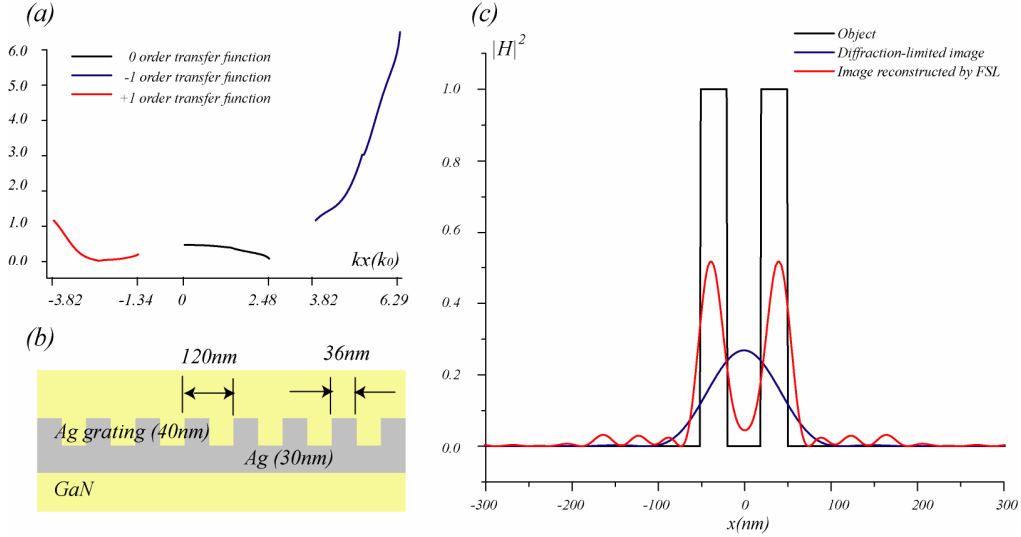 (a)
6.0
5.0
4.0
3.0
2.0
1.0
0.0
0 order transfer function
-1 order transfer function
+1 order transfer function
kx(k0)
-3.82
-1.34
0
2.48
3.82
6.29
(b)
120nm
36nm
Ag grating (40nm)
Ag (30nm)
GaN
(c)
|H|²
Object
Diffraction-limited image
Image reconstructed by FSL
1.0
0.8
0.6
0.4
0.2
0.0
-300
-200
-100
0
100
200
300
x(nm)